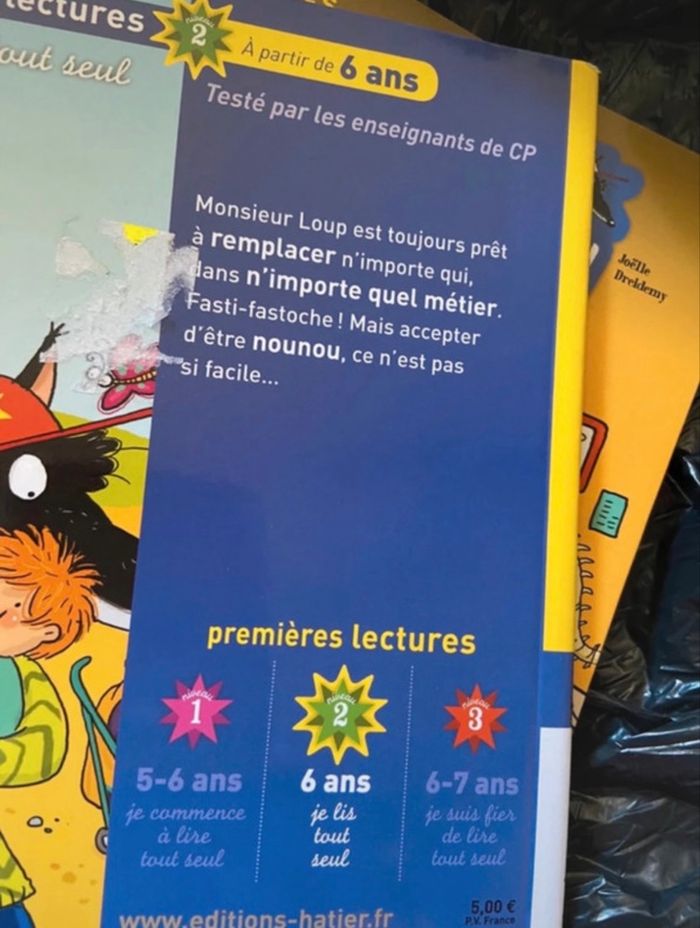 lectures
niveau
2
À partir de 6 ans
tout seul
Testé par les enseignants de CP
Monsieur Loup est toujours prêt
à remplacer n'importe qui,
dans n'importe quel métier.
Fasti-fastoche ! Mais accepter
d'être nounou, ce n'est pas
si facile...
Joëlle
Dreidemy
premières lectures
niveau
1
5-6 ans
je commence
à lire
tout seul
niveau
2
6 ans
je lis
tout
seul
niveau
3
6-7 ans
je suis fier
de lire
tout seul
www.editions-hatier.fr
5,00 €
P.V. France